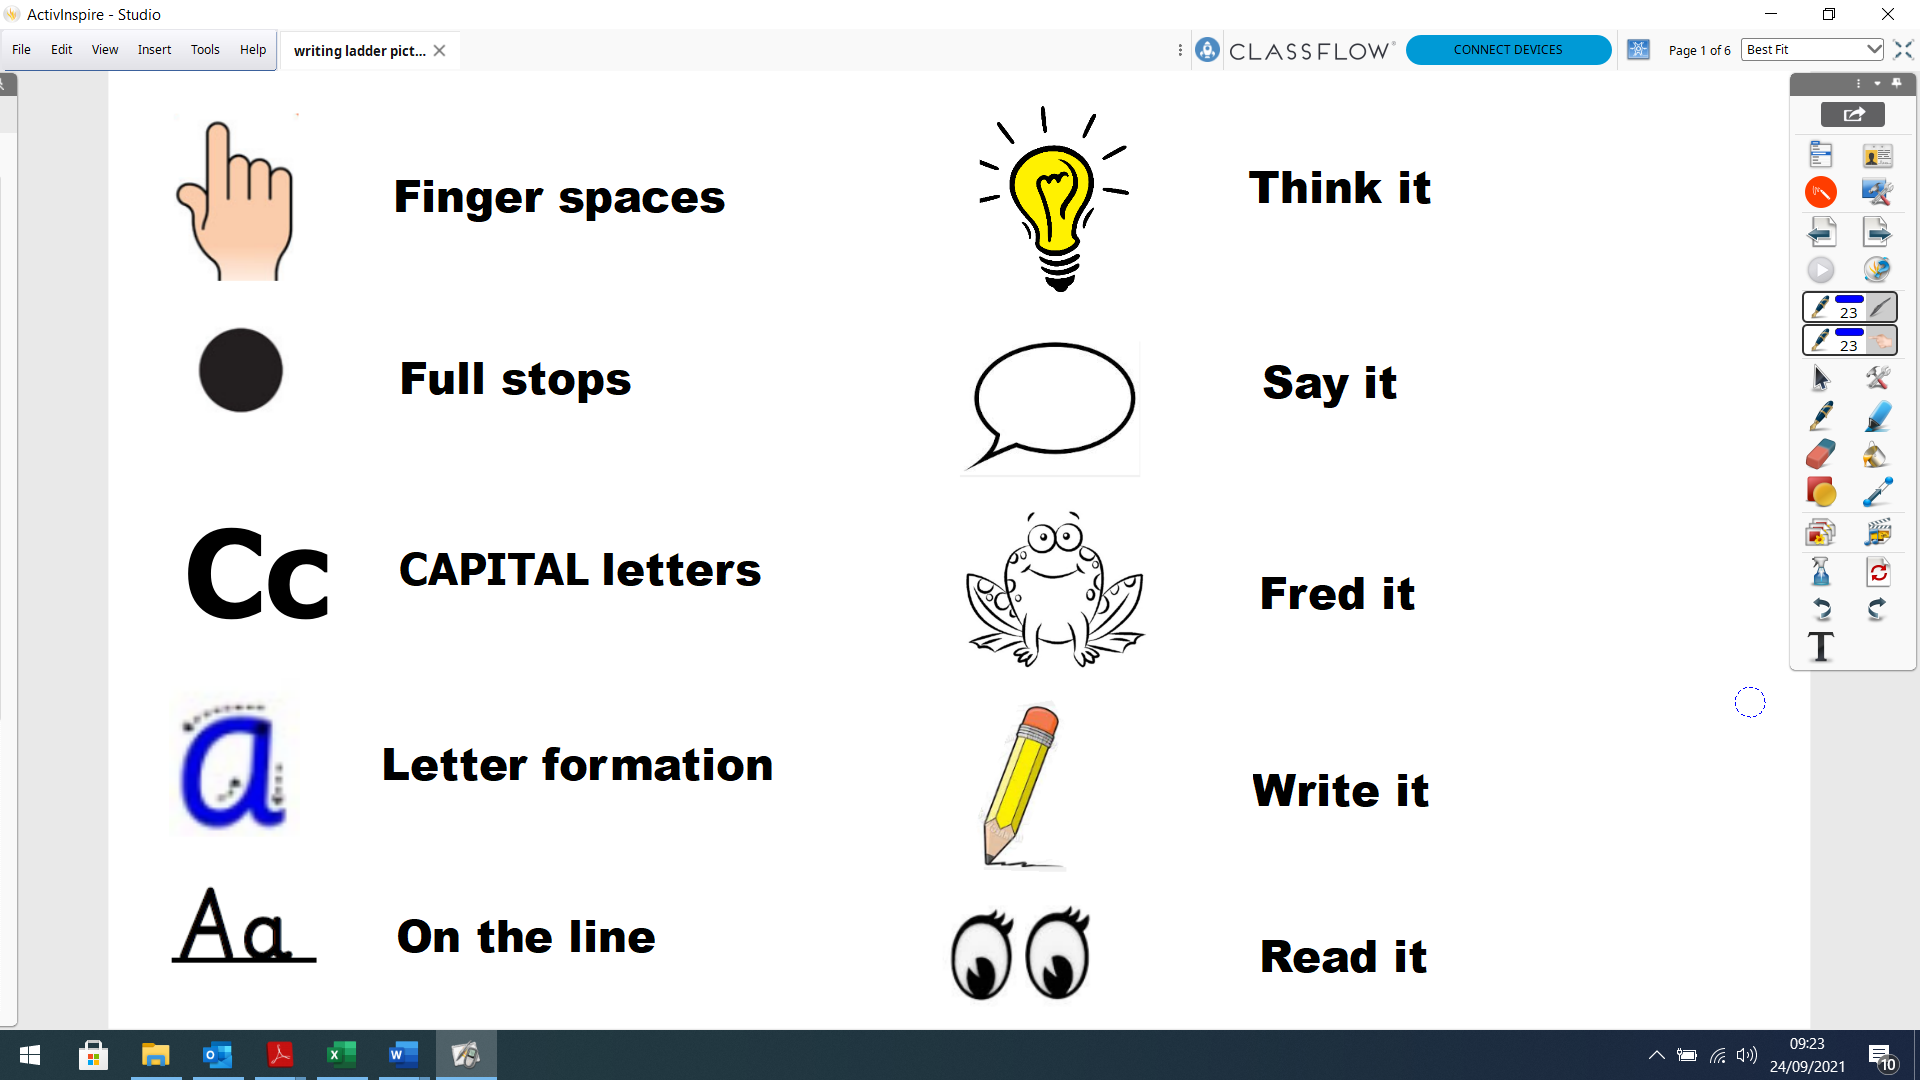 ActivInspire - Studio
File Edit View Insert Tools Help
writing ladder pict...
CLASSFLOW
CONNECT DEVICES
Page 1 of 6
Best Fit
Finger spaces
Full stops
Cc
CAPITAL letters
a
Letter formation
Aa
On the line
Think it
Say it
Fred it
Write it
Read it
23
23
T
09:23
24/09/2021
10